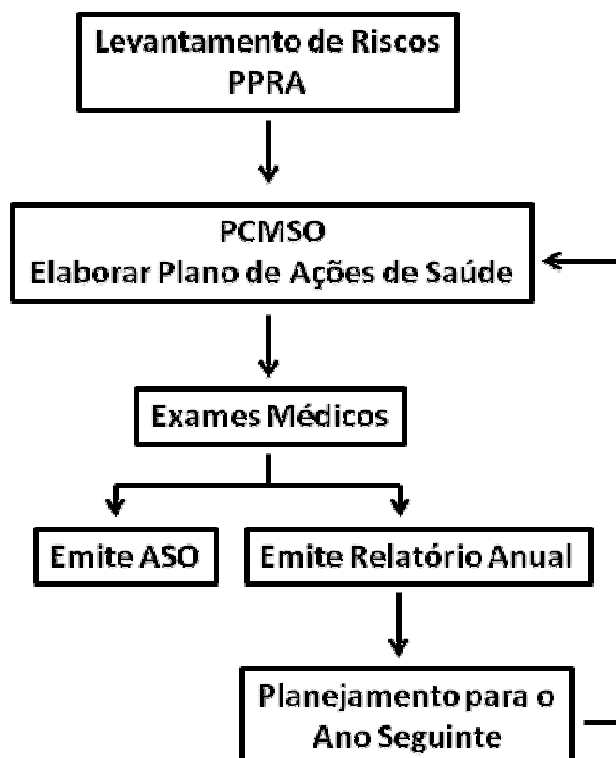 Levantamento de Riscos
PPRA
PCMSO
Elaborar Plano de Ações de Saúde
Exames Médicos
Emite ASO
Emite Relatório Anual
Planejamento para o
Ano Seguinte